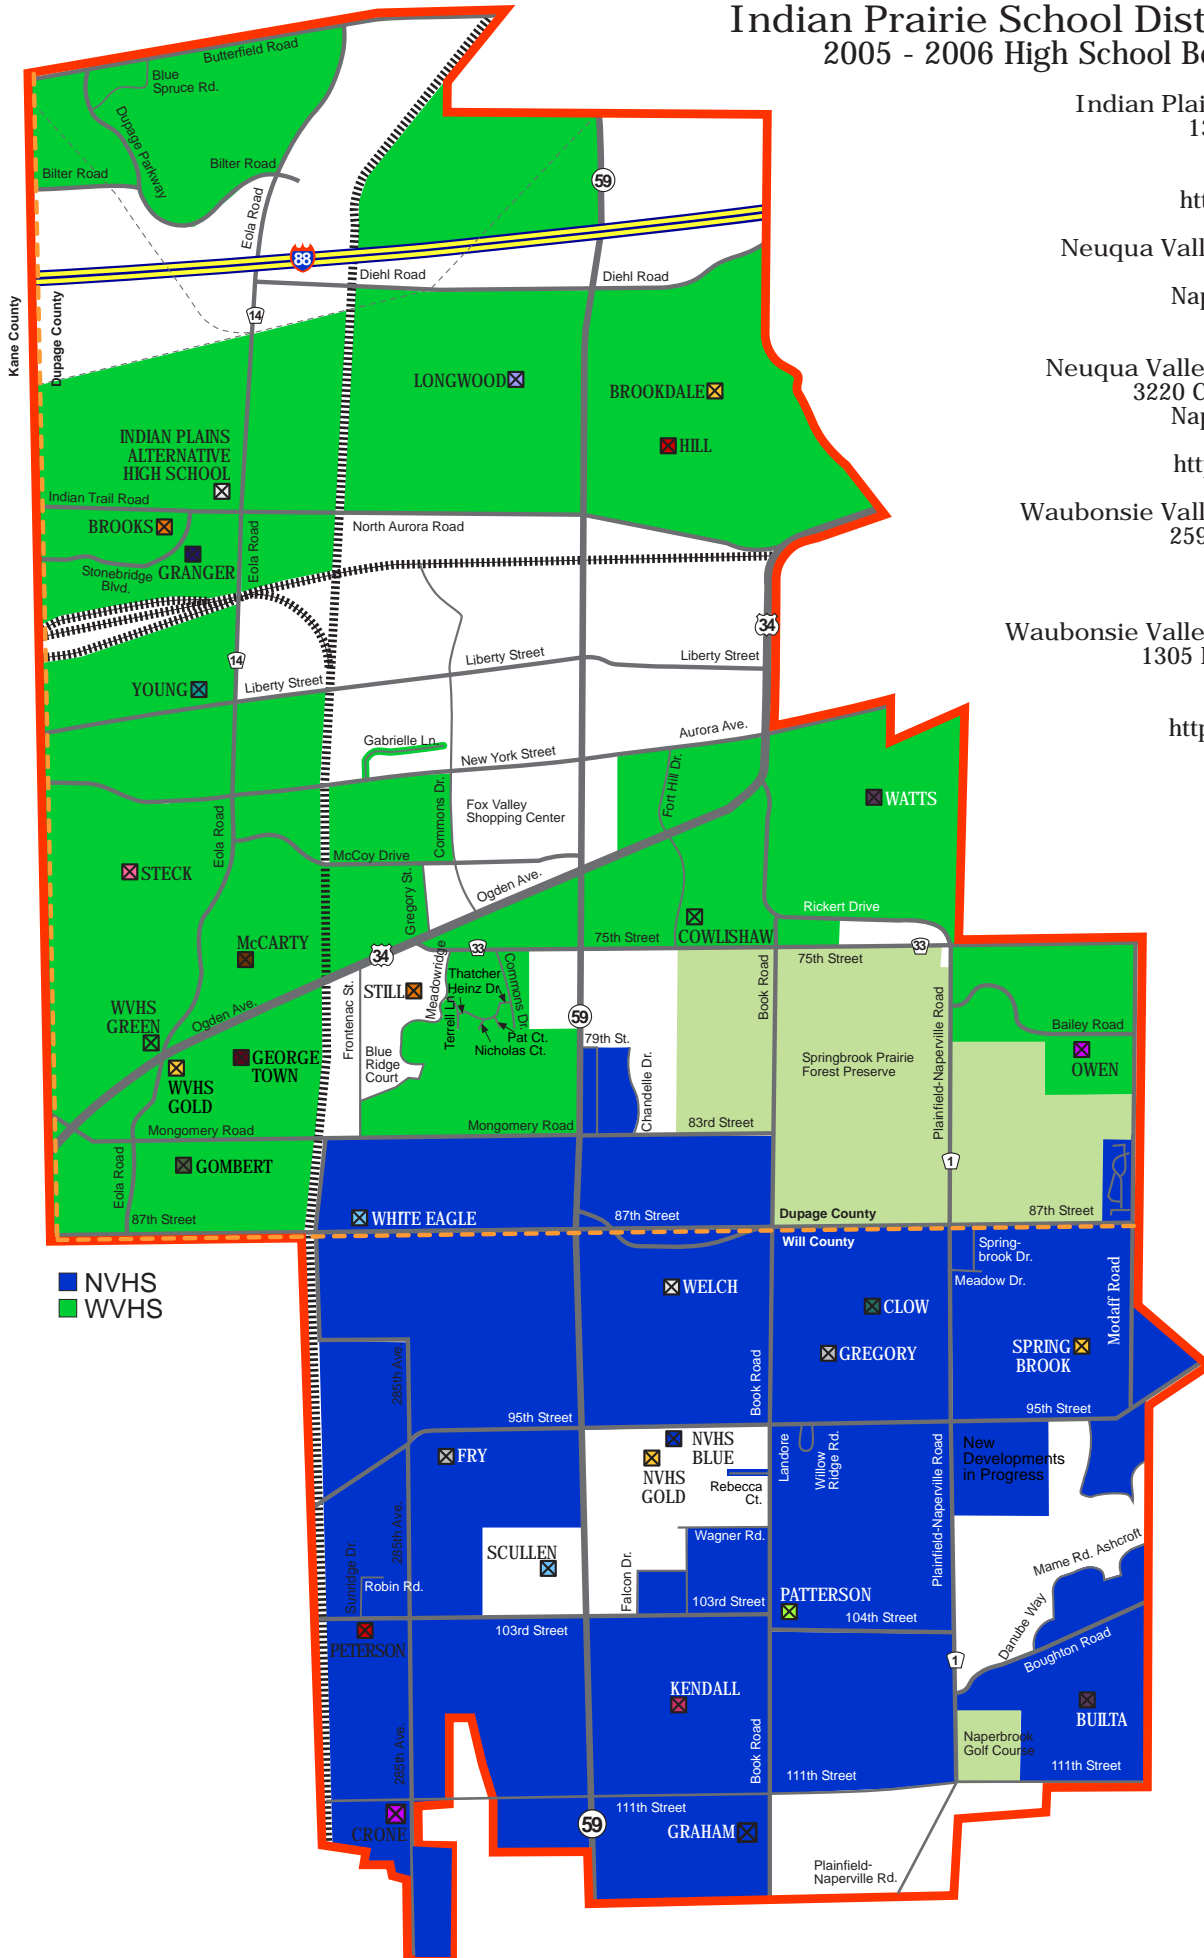 Indian Prairie School Dist
2005 - 2006 High School Bo
Indian Plai
13
htt
Neuqua Vall
Nap
Neuqua Valle
3220 C
Nap
http
Waubonsie Vall
259
Waubonsie Valle
1305
http
Butterfield Road
Blue
Spruce Rd.
Dupage Parkway
Bilter Road
Bilter Road
Eola Road
59
88
Diehl Road
Diehl Road
14
Kane County
Dupage County
LONGWOOD
BROOKDALE
HILL
INDIAN PLAINS
ALTERNATIVE
HIGH SCHOOL
Indian Trail Road
North Aurora Road
BROOKS
GRANGER
Stonebridge
Blvd.
Eola Road
34
14
Liberty Street
Liberty Street
Liberty Street
YOUNG
Gabrielle Ln.
New York Street
Aurora Ave.
Commons Dr.
Fox Valley
Shopping Center
Fort Hill Dr.
WATTS
Eola Road
McCoy Drive
STECK
Gregory St.
Ogden Ave.
Rickert Drive
McCARTY
34
33
75th Street
COWLISHAW
33
75th Street
Frontenac St.
STILL
Meadowridge
Thatcher
Heinz Dr.
Commons Dr.
Terrell Ln.
Pat Ct.
Nicholas Ct.
59
Book Road
Plainfield-Naperville Road
WVHS
GREEN
Ogden Ave.
GEORGE
TOWN
WVHS
GOLD
Blue
Ridge
Court
79th St.
Chandelle Dr.
Springbrook Prairie
Forest Preserve
Bailey Road
OWEN
Mongomery Road
Mongomery Road
83rd Street
GOMBERT
Eola Road
1
87th Street
WHITE EAGLE
87th Street
Dupage County
87th Street
Will County
Spring-
brook Dr.
Meadow Dr.
Modaff Road
NVHS
WVHS
WELCH
CLOW
GREGORY
SPRING
BROOK
285th Ave.
Book Road
95th Street
95th Street
FRY
NVHS
BLUE
NVHS
GOLD
Rebecca
Ct.
Landore
Willow
Ridge Rd.
Plainfield-Naperville Road
New
Developments
in Progress
285th Ave.
Sunridge Dr.
Robin Rd.
SCULLEN
Falcon Dr.
Wagner Rd.
103rd Street
PATTERSON
104th Street
Mame Rd. Ashcroft
Danube Way
Boughton Road
103rd Street
PETERSON
1
KENDALL
BUILTA
285th Ave.
Book Road
Naperbrook
Golf Course
111th Street
111th Street
111th Street
CRONE
59
GRAHAM
Plainfield-
Naperville Rd.